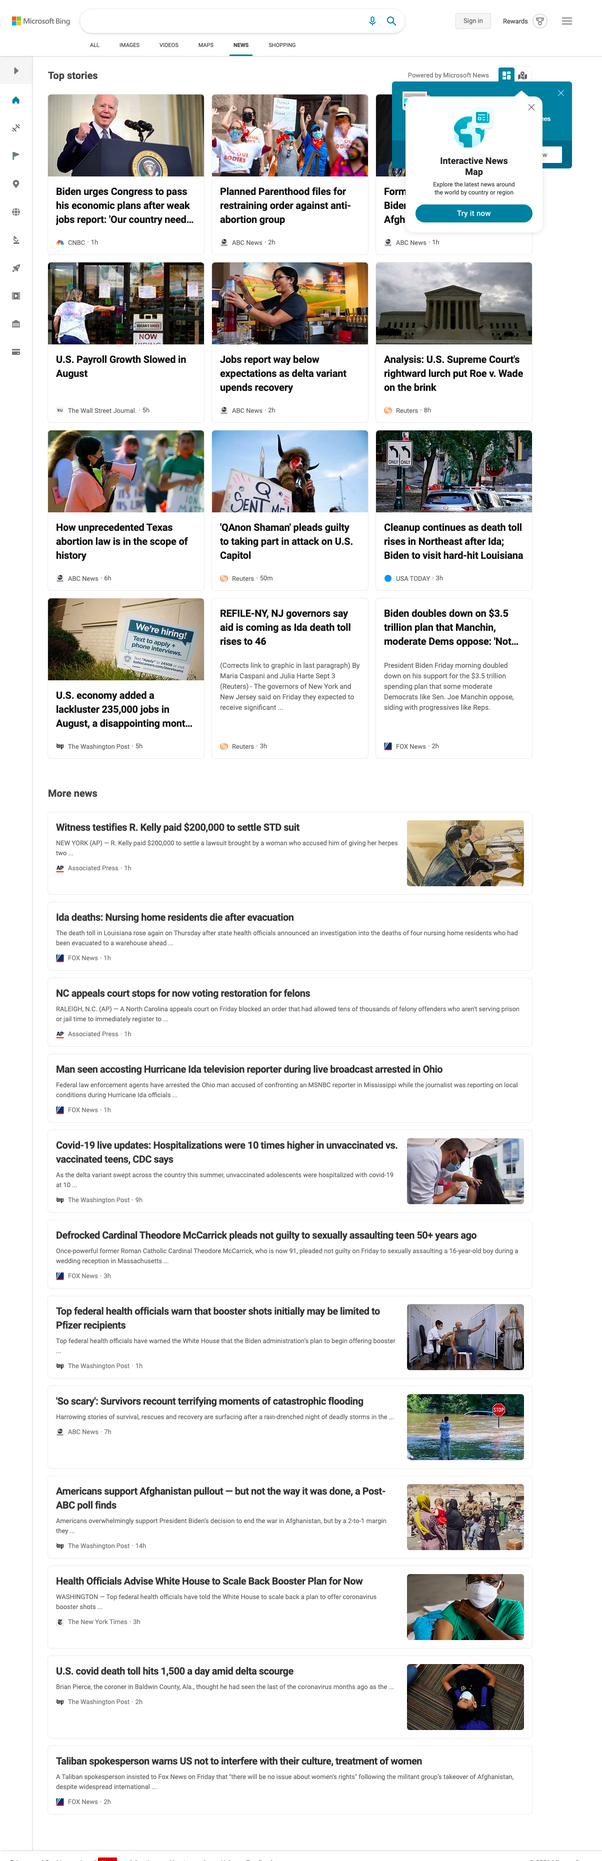 Microsoft Bing
Sign in
Rewards
ALL
IMAGES
VIDEOS
MAPS
NEWS
SHOPPING
Top stories
Powered by Microsoft News
Interactive News
Map
Explore the latest news around
the world by country or region
Try it now
Biden urges Congress to pass
his economic plans after weak
jobs report: 'Our country need...
CNBC · 1h
Planned Parenthood files for
restraining order against anti-
abortion group
ABC News · 2h
Form
Biden
Afgh
ABC News · 1h
NOW
HIRING
U.S. Payroll Growth Slowed in
August
The Wall Street Journal. · 5h
Jobs report way below
expectations as delta variant
upends recovery
ABC News · 2h
Analysis: U.S. Supreme Court's
rightward lurch put Roe v. Wade
on the brink
Reuters · 8h
How unprecedented Texas
abortion law is in the scope of
history
ABC News · 6h
Q
SENT ME!
'QAnon Shaman' pleads guilty
to taking part in attack on U.S.
Capitol
Reuters · 50m
ONLY ONLY
Cleanup continues as death toll
rises in Northeast after Ida;
Biden to visit hard-hit Louisiana
USA TODAY · 3h
We're hiring!
Text to apply +
phone interviews.
U.S. economy added a
lackluster 235,000 jobs in
August, a disappointing mont...
The Washington Post · 5h
REFILE-NY, NJ governors say
aid is coming as Ida death toll
rises to 46
(Corrects link to graphic in last paragraph) By
Maria Caspani and Julia Harte Sept 3
(Reuters) - The governors of New York and
New Jersey said on Friday they expected to
receive significant ...
Reuters · 3h
Biden doubles down on $3.5
trillion plan that Manchin,
moderate Dems oppose: 'Not...
President Biden Friday morning doubled
down on his support for the $3.5 trillion
spending plan that some moderate
Democrats like Sen. Joe Manchin oppose,
siding with progressives like Reps.
FOX News · 2h
More news
Witness testifies R. Kelly paid $200,000 to settle STD suit
NEW YORK (AP) — R. Kelly paid $200,000 to settle a lawsuit brought by a woman who accused him of giving her herpes
two ...
Associated Press · 1h
Ida deaths: Nursing home residents die after evacuation
The death toll in Louisiana rose again on Thursday after state health officials announced an investigation into the deaths of four nursing home residents who had
been evacuated to a warehouse ahead ...
FOX News · 1h
NC appeals court stops for now voting restoration for felons
RALEIGH, N.C. (AP) — A North Carolina appeals court on Friday blocked an order that had allowed tens of thousands of felony offenders who aren't serving prison
or jail time to immediately register to ...
Associated Press · 1h
Man seen accosting Hurricane Ida television reporter during live broadcast arrested in Ohio
Federal law enforcement agents have arrested the Ohio man accused of confronting an MSNBC reporter in Mississippi while the journalist was reporting on local
conditions during Hurricane Ida officials ...
FOX News · 1h
Covid-19 live updates: Hospitalizations were 10 times higher in unvaccinated vs.
vaccinated teens, CDC says
As the delta variant swept across the country this summer, unvaccinated adolescents were hospitalized with covid-19
at 10 ...
The Washington Post · 9h
Defrocked Cardinal Theodore McCarrick pleads not guilty to sexually assaulting teen 50+ years ago
Once-powerful former Roman Catholic Cardinal Theodore McCarrick, who is now 91, pleaded not guilty on Friday to sexually assaulting a 16-year-old boy during a
wedding reception in Massachusetts ...
FOX News · 3h
Top federal health officials warn that booster shots initially may be limited to
Pfizer recipients
Top federal health officials have warned the White House that the Biden administration's plan to begin offering booster
...
The Washington Post · 1h
'So scary': Survivors recount terrifying moments of catastrophic flooding
Harrowing stories of survival, rescues and recovery are surfacing after a rain-drenched night of deadly storms in the ...
ABC News · 7h
STOP
Americans support Afghanistan pullout — but not the way it was done, a Post-
ABC poll finds
Americans overwhelmingly support President Biden's decision to end the war in Afghanistan, but by a 2-to-1 margin
they ...
The Washington Post · 14h
Health Officials Advise White House to Scale Back Booster Plan for Now
WASHINGTON — Top federal health officials have told the White House to scale back a plan to offer coronavirus
booster shots ...
The New York Times · 3h
U.S. covid death toll hits 1,500 a day amid delta scourge
Brian Pierce, the coroner in Baldwin County, Ala., thought he had seen the last of the coronavirus months ago as the ...
The Washington Post · 2h
Taliban spokesperson warns US not to interfere with their culture, treatment of women
A Taliban spokesperson insisted to Fox News on Friday that "there will be no issue about women's rights" following the militant group's takeover of Afghanistan,
despite widespread international ...
FOX News · 2h